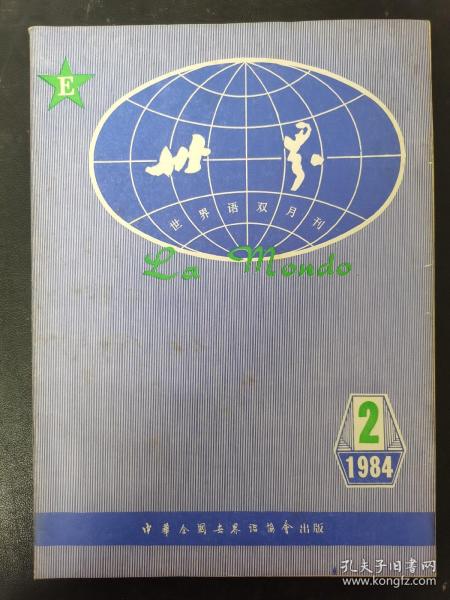 E
世界
世界语双月刊
La Mondo
2
1984
中华全国世界语协会出版
孔夫子旧书网
www.kongfz.com